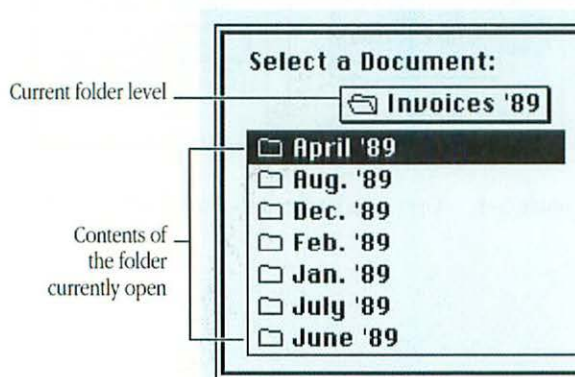 Select a Document:
Current folder level
Invoices '89
April '89
Aug. '89
Dec. '89
Feb. '89
Jan. '89
July '89
June '89
Contents of
the folder
currently open